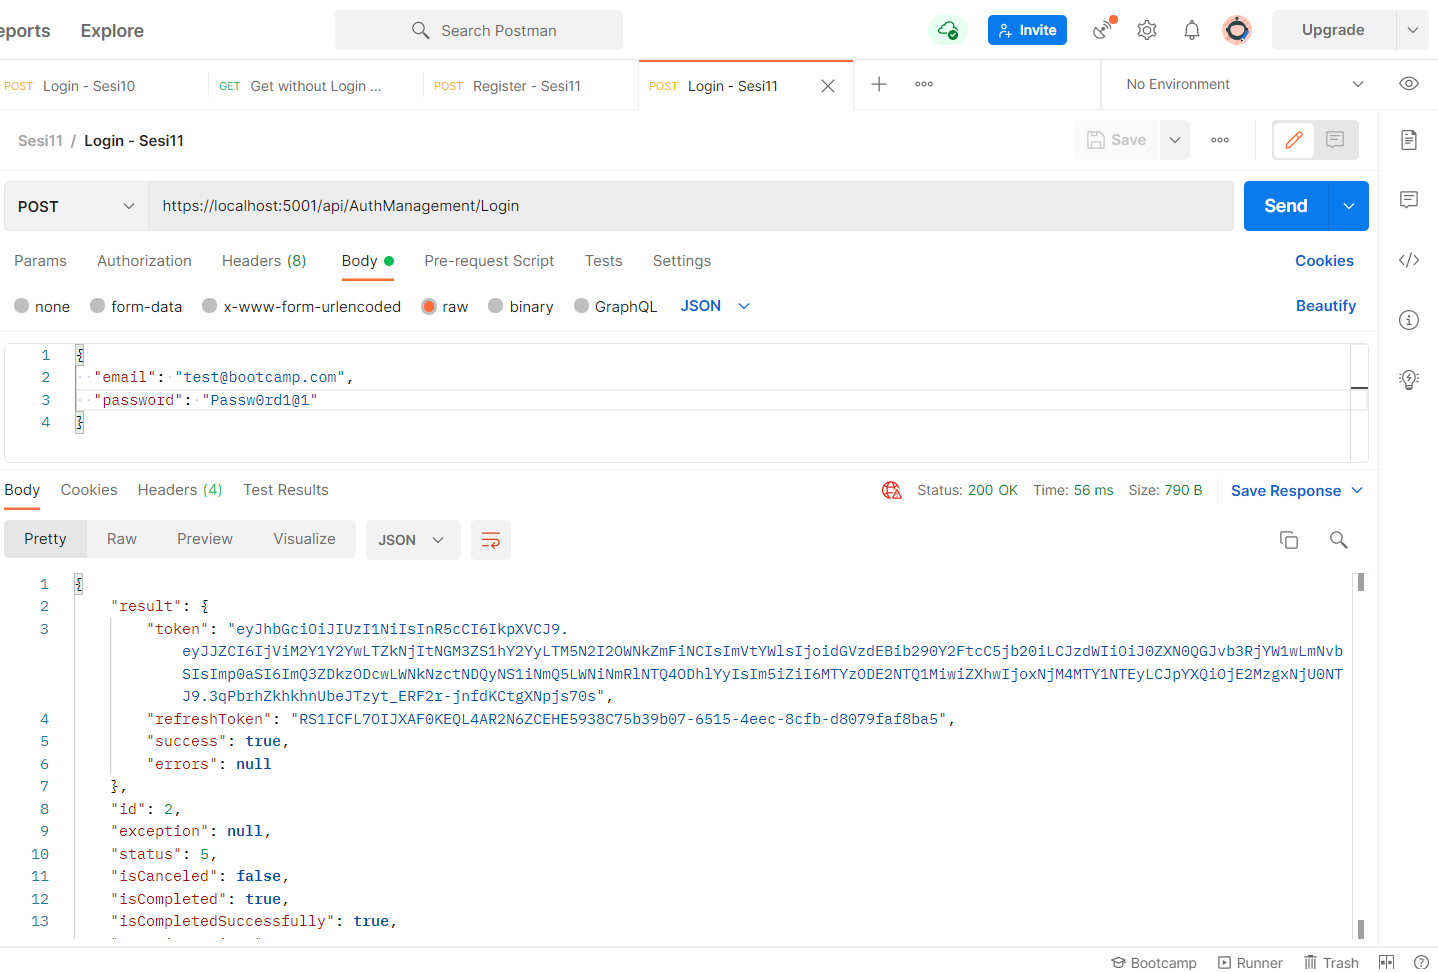 eports Explore Search Postman Invite Upgrade
POST Login - Sesi10 GET Get without Login ... POST Register - Sesi11 POST Login - Sesi11 No Environment
Sesi11 / Login - Sesi11 Save
POST https://localhost:5001/api/AuthManagement/Login Send
Params Authorization Headers (8) Body Pre-request Script Tests Settings Cookies
none form-data x-www-form-urlencoded raw binary GraphQL JSON Beautify
1 {
2 "email": "test@bootcamp.com",
3 "password": "Passw0rd1@1"
4 }
Body Cookies Headers (4) Test Results Status: 200 OK Time: 56 ms Size: 790 B Save Response
Pretty Raw Preview Visualize JSON
1 {
2 "result": {
3 "token": "eyJhbGciOiJIUzI1NiIsInR5cCI6IkpXVCJ9.
eyJJZCI6IjViM2Y1Y2YwLTZkNjItNGM3ZS1hY2YyLTM5N2I2OWNkZmFiNCIsImVtYWlsIjoidGVzdEBib290Y2FtcC5jb20iLCJzdWIiOiJ0ZXN0QGJvb3RjYW1wLmNvb
SIsImp0aSI6ImQ3ZDkzODcwLWNkNzctNDQyNS1iNmQ5LWNiNmRlNTQ4ODhlYyIsIm5iZiI6MTYzODE2NTQ1MiwiZXhwIjoxNjM4MTY1NTEyLCJpYXQiOjE2MzgxNjU0NT
J9.3qPbrhZkhkhnUbeJTzyt_ERF2r-jnfdKCtgXNpjs70s",
4 "refreshToken": "RS1ICFL7OIJXAF0KEQL4AR2N6ZCEHE5938C75b39b07-6515-4eec-8cfb-d8079faf8ba5",
5 "success": true,
6 "errors": null
7 },
8 "id": 2,
9 "exception": null,
10 "status": 5,
11 "isCanceled": false,
12 "isCompleted": true,
13 "isCompletedSuccessfully": true,
Bootcamp Runner Trash